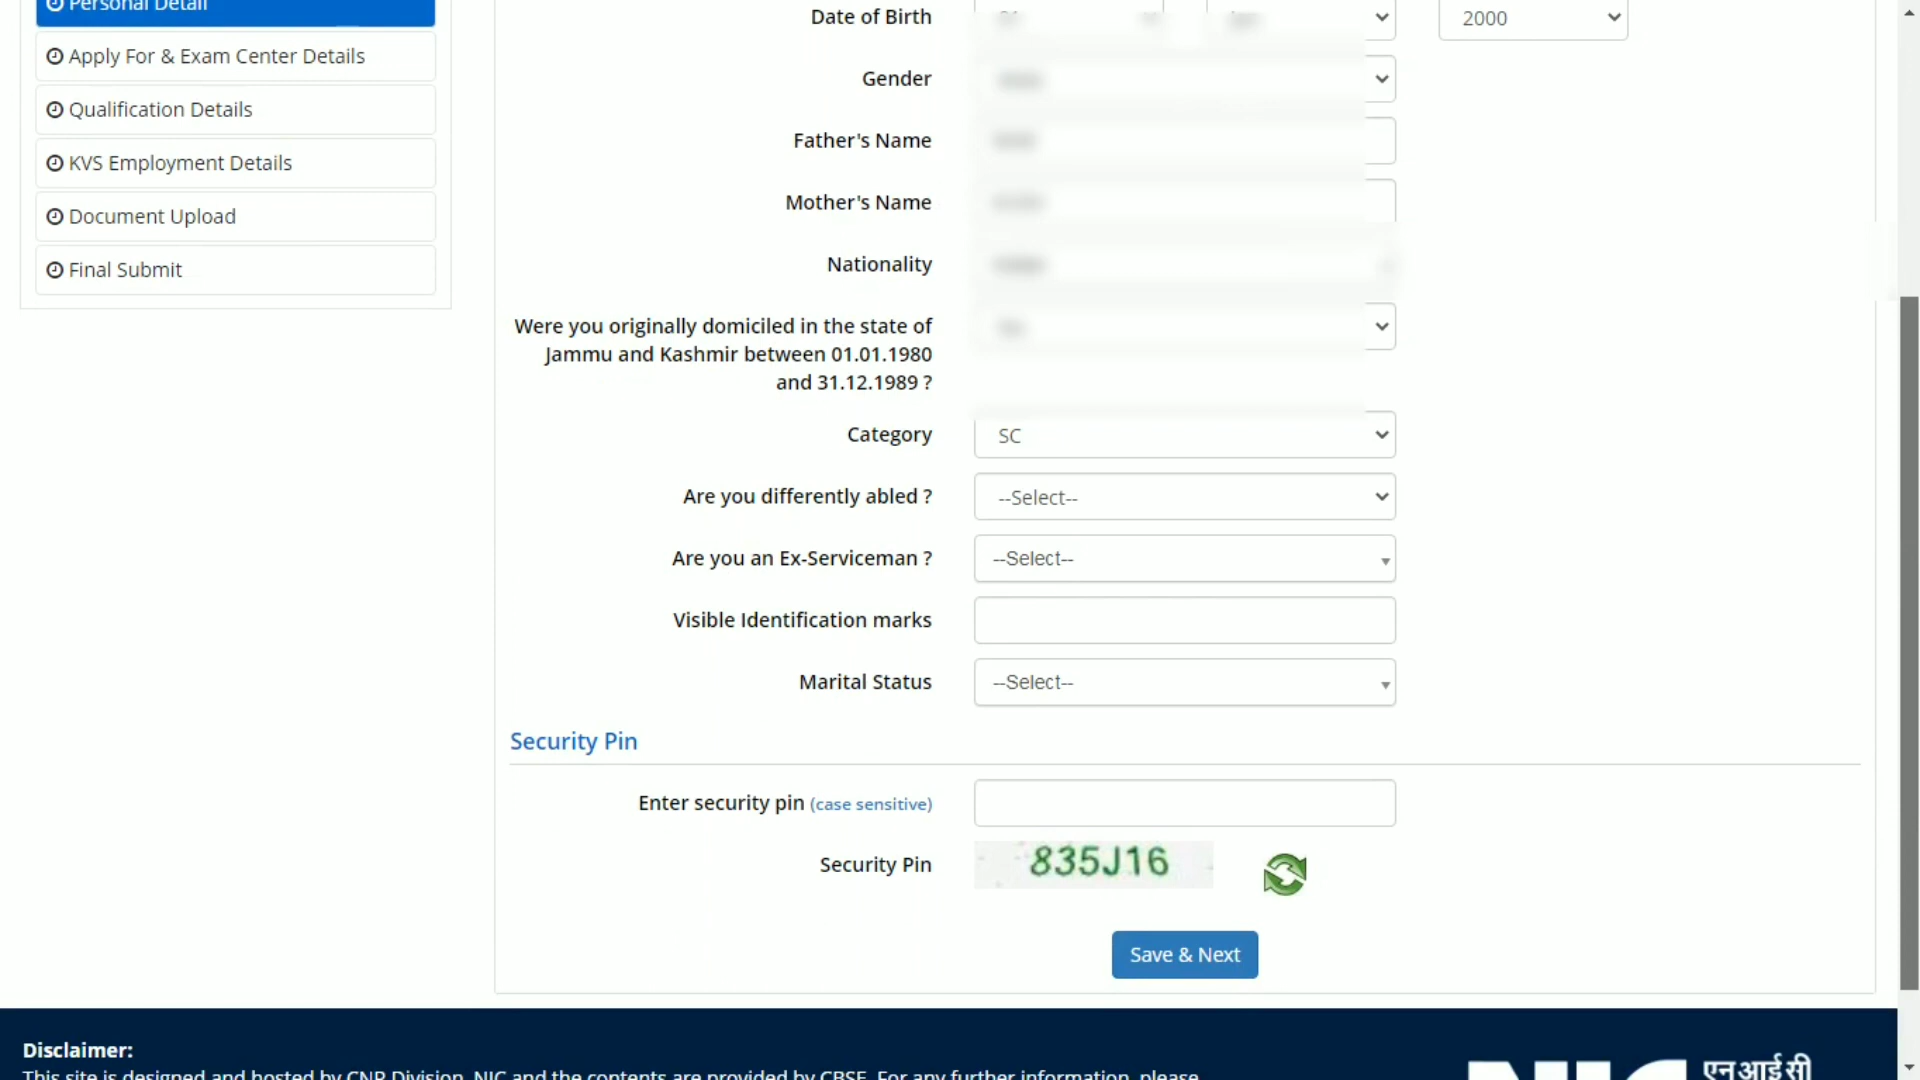 Personal Detail
Apply For & Exam Center Details
Qualification Details
KVS Employment Details
Document Upload
Final Submit
Date of Birth
2000
Gender
Father's Name
Mother's Name
Nationality
Were you originally domiciled in the state of
Jammu and Kashmir between 01.01.1980
and 31.12.1989 ?
Category
SC
Are you differently abled ?
--Select--
Are you an Ex-Serviceman ?
--Select--
Visible Identification marks
Marital Status
--Select--
Security Pin
Enter security pin (case sensitive)
Security Pin
835J16
Save & Next
Disclaimer:
This site is designed and hosted by CNP Division, NIC and the contents are provided by CBSE. For any further information, please
NIC
एन आई सी